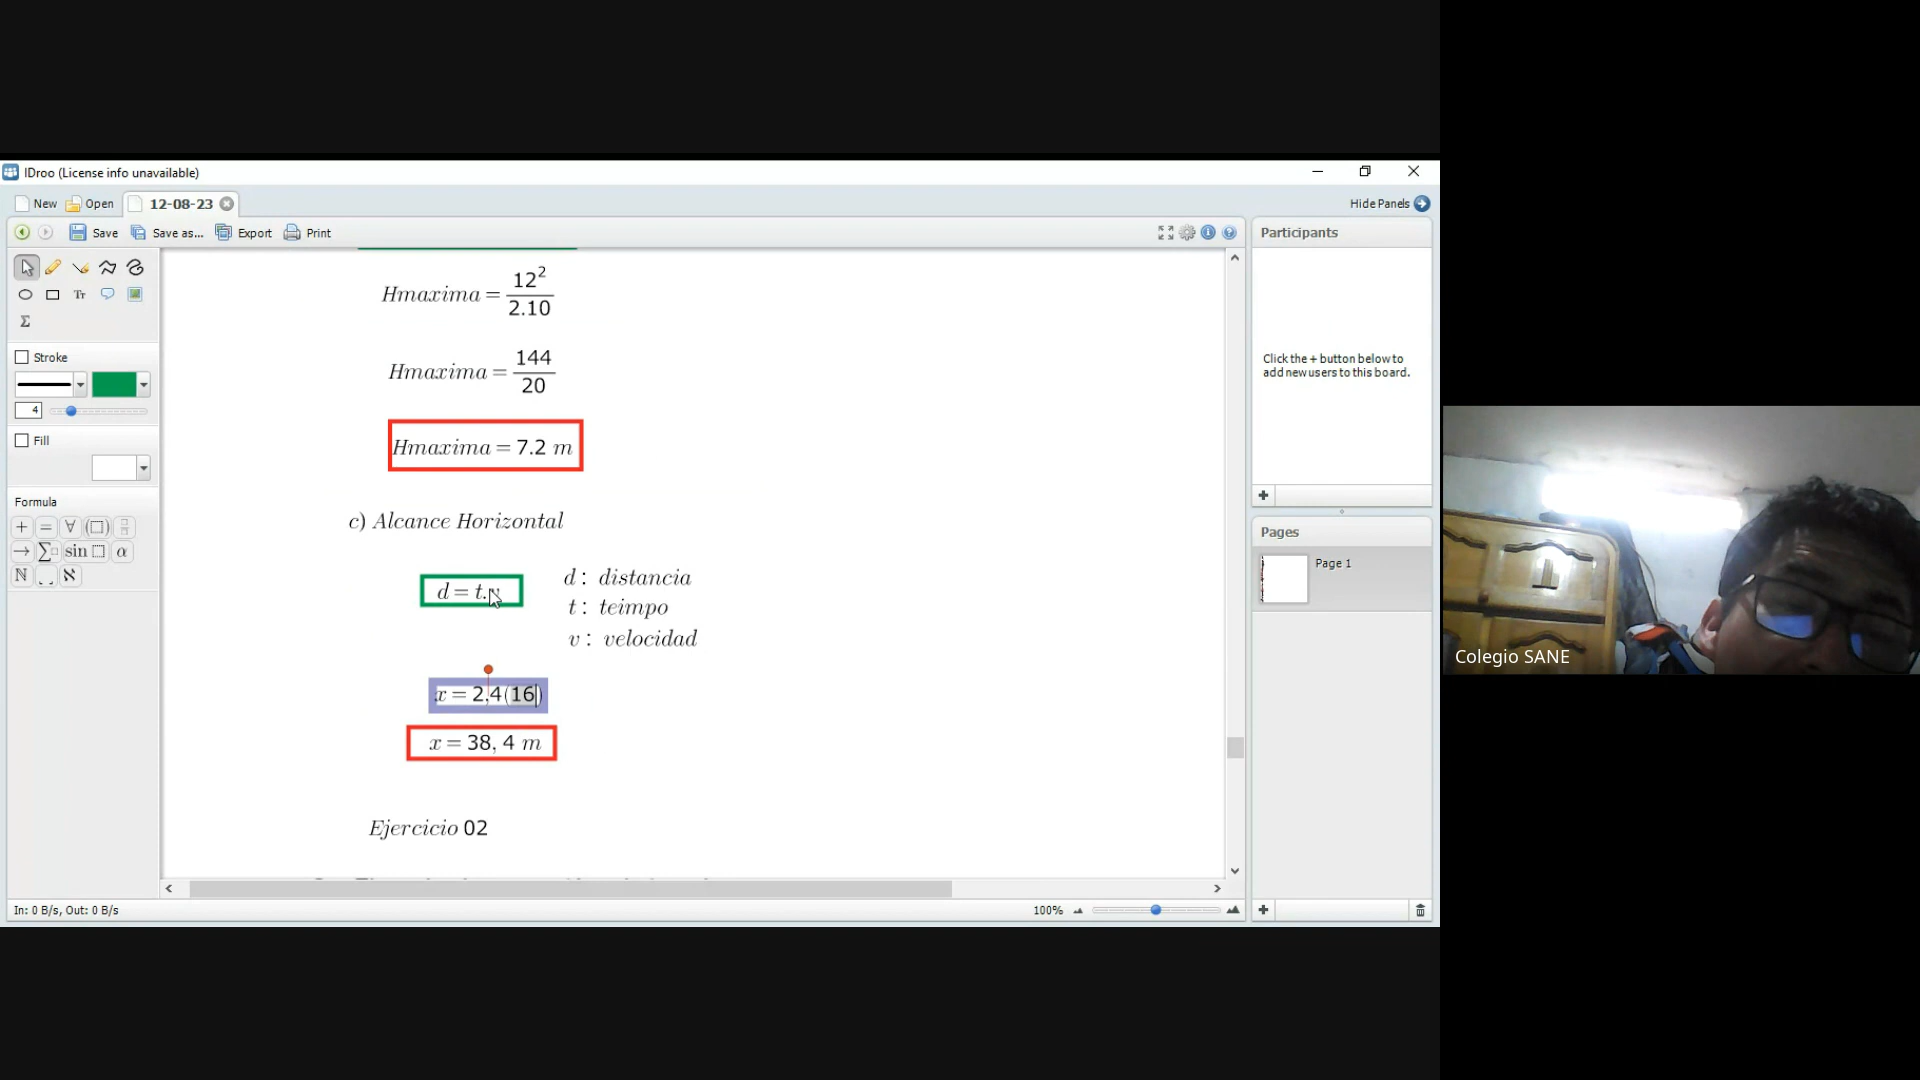 IDroo (License info unavailable)
New
Open
12-08-23
Hide Panels
Save
Save as...
Export
Print
Participants
Tr
Σ
Stroke
4
Fill
Formula
+ = ∀
→ Σ sin α
ℕ ℵ
Hmaxima = 12² / 2.10
Hmaxima = 144 / 20
Hmaxima = 7.2 m
c) Alcance Horizontal
d = t.
d : distancia
t : teimpo
v : velocidad
x = 2,4(16)
x = 38, 4 m
Ejercicio 02
Click the + button below to
add new users to this board.
Pages
Page 1
Colegio SANE
In: 0 B/s, Out: 0 B/s
100%